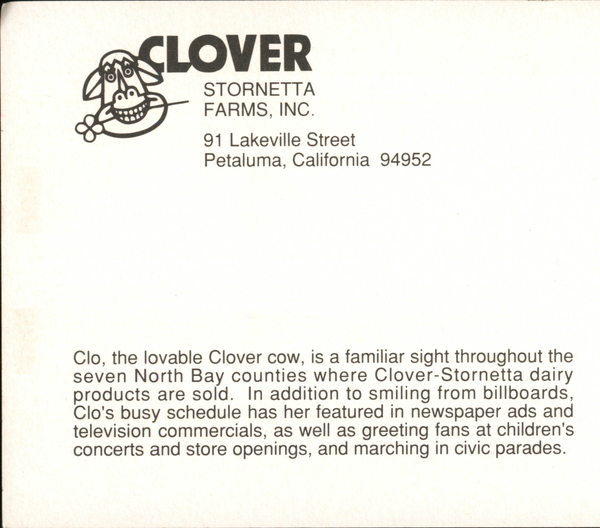 CLOVER
STORNETTA
FARMS, INC.
91 Lakeville Street
Petaluma, California 94952
Clo, the lovable Clover cow, is a familiar sight throughout the
seven North Bay counties where Clover-Stornetta dairy
products are sold. In addition to smiling from billboards,
Clo's busy schedule has her featured in newspaper ads and
television commercials, as well as greeting fans at children's
concerts and store openings, and marching in civic parades.